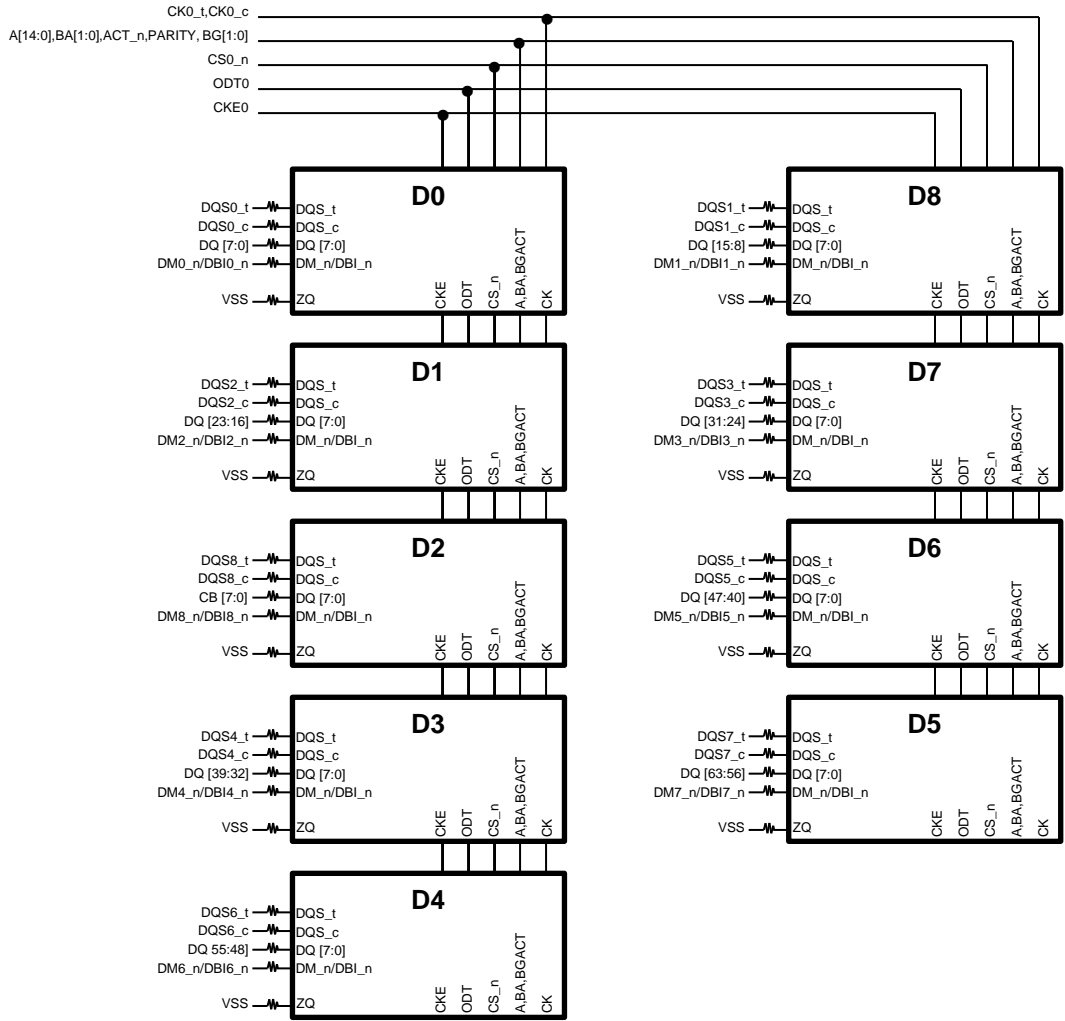 CK0_t,CK0_c
A[14:0],BA[1:0],ACT_n,PARITY, BG[1:0]
CS0_n
ODT0
CKE0
D0
DQS0_t
DQS_t
DQS0_c
DQS_c
DQ [7:0]
DQ [7:0]
DM0_n/DBI0_n
DM_n/DBI_n
VSS
ZQ
CKE
ODT
CS_n
A,BA,BGACT
CK
D8
DQS1_t
DQS_t
DQS1_c
DQS_c
DQ [15:8]
DQ [7:0]
DM1_n/DBI1_n
DM_n/DBI_n
VSS
ZQ
CKE
ODT
CS_n
A,BA,BGACT
CK
D1
DQS2_t
DQS_t
DQS2_c
DQS_c
DQ [23:16]
DQ [7:0]
DM2_n/DBI2_n
DM_n/DBI_n
VSS
ZQ
CKE
ODT
CS_n
A,BA,BGACT
CK
D7
DQS3_t
DQS_t
DQS3_c
DQS_c
DQ [31:24]
DQ [7:0]
DM3_n/DBI3_n
DM_n/DBI_n
VSS
ZQ
CKE
ODT
CS_n
A,BA,BGACT
CK
D2
DQS8_t
DQS_t
DQS8_c
DQS_c
CB [7:0]
DQ [7:0]
DM8_n/DBI8_n
DM_n/DBI_n
VSS
ZQ
CKE
ODT
CS_n
A,BA,BGACT
CK
D6
DQS5_t
DQS_t
DQS5_c
DQS_c
DQ [47:40]
DQ [7:0]
DM5_n/DBI5_n
DM_n/DBI_n
VSS
ZQ
CKE
ODT
CS_n
A,BA,BGACT
CK
D3
DQS4_t
DQS_t
DQS4_c
DQS_c
DQ [39:32]
DQ [7:0]
DM4_n/DBI4_n
DM_n/DBI_n
VSS
ZQ
CKE
ODT
CS_n
A,BA,BGACT
CK
D5
DQS7_t
DQS_t
DQS7_c
DQS_c
DQ [63:56]
DQ [7:0]
DM7_n/DBI7_n
DM_n/DBI_n
VSS
ZQ
CKE
ODT
CS_n
A,BA,BGACT
CK
D4
DQS6_t
DQS_t
DQS6_c
DQS_c
DQ 55:48]
DQ [7:0]
DM6_n/DBI6_n
DM_n/DBI_n
VSS
ZQ
CKE
ODT
CS_n
A,BA,BGACT
CK